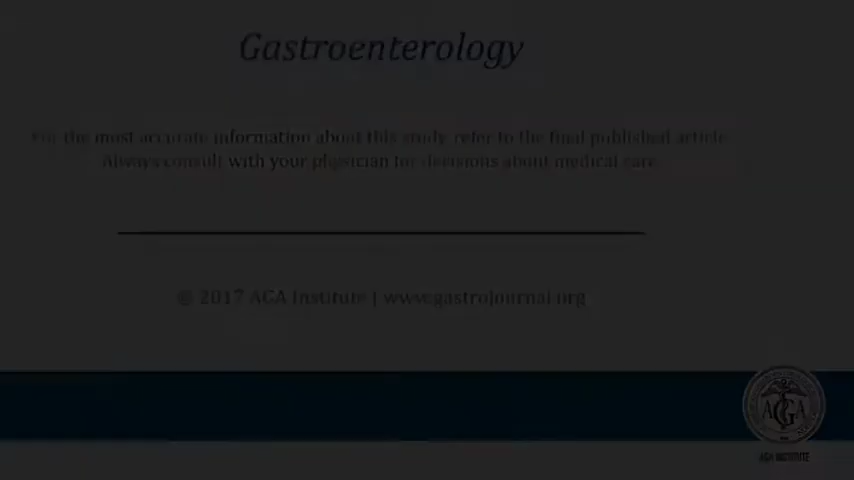 Gastroenterology
For the most accurate information about this study, refer to the final published article.
Always consult with your physician for decisions about medical care.
© 2017 AGA Institute | www.gastrojournal.org
AGA
AGA INSTITUTE